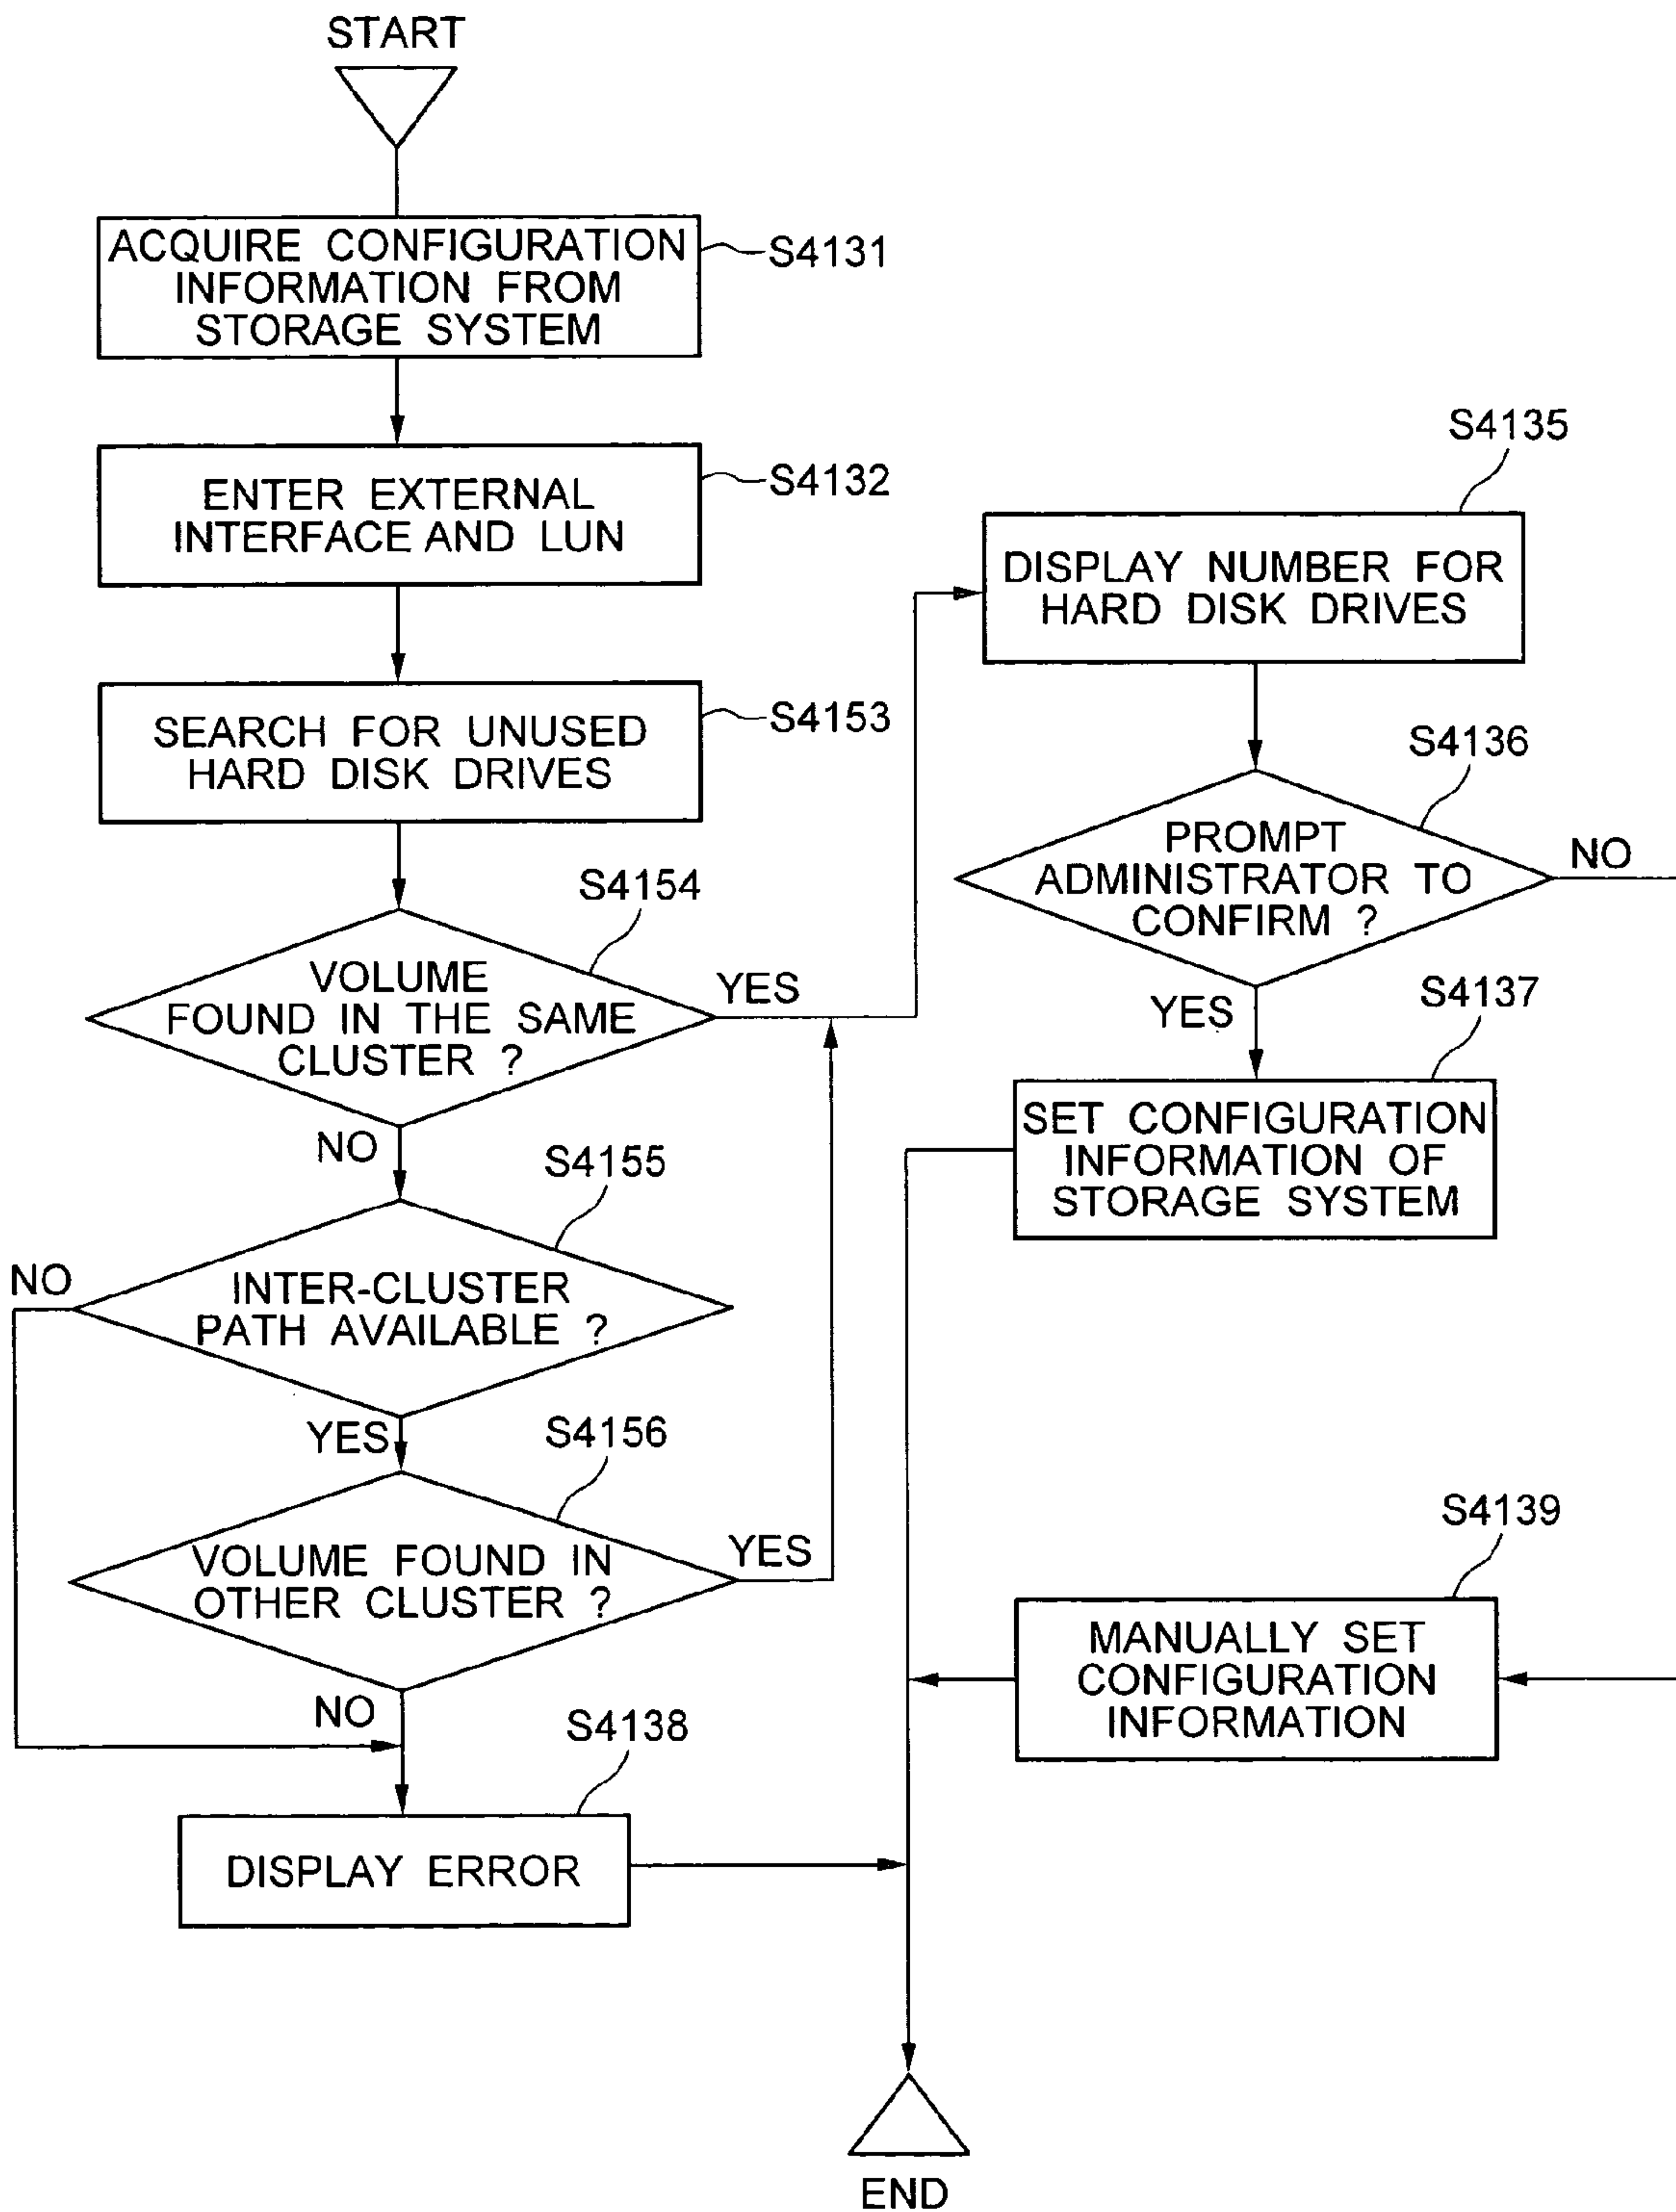 START
ACQUIRE CONFIGURATION
INFORMATION FROM
STORAGE SYSTEM
S4131
ENTER EXTERNAL
INTERFACE AND LUN
S4132
SEARCH FOR UNUSED
HARD DISK DRIVES
S4153
S4154
VOLUME
FOUND IN THE SAME
CLUSTER ?
YES
NO
S4155
INTER-CLUSTER
PATH AVAILABLE ?
NO
YES
S4156
VOLUME FOUND IN
OTHER CLUSTER ?
YES
NO
S4138
DISPLAY ERROR
S4135
DISPLAY NUMBER FOR
HARD DISK DRIVES
S4136
PROMPT
ADMINISTRATOR TO
CONFIRM ?
NO
YES
S4137
SET CONFIGURATION
INFORMATION OF
STORAGE SYSTEM
S4139
MANUALLY SET
CONFIGURATION
INFORMATION
END